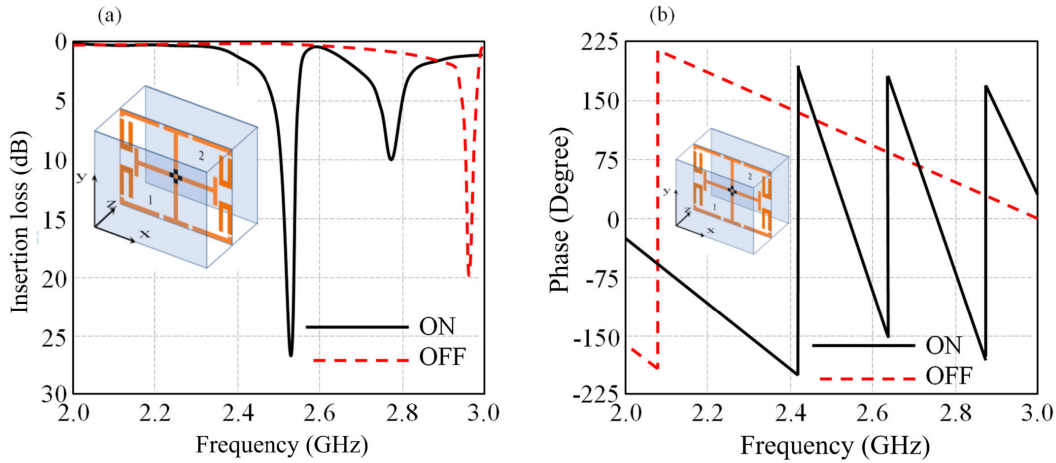 (a)
Insertion loss (dB)
0
5
10
15
20
25
30
2.0
2.2
2.4
2.6
2.8
3.0
Frequency (GHz)
ON
OFF
y
z
x
1
2
(b)
Phase (Degree)
225
150
75
0
-75
-150
-225
2.0
2.2
2.4
2.6
2.8
3.0
Frequency (GHz)
ON
OFF
y
z
x
1
2